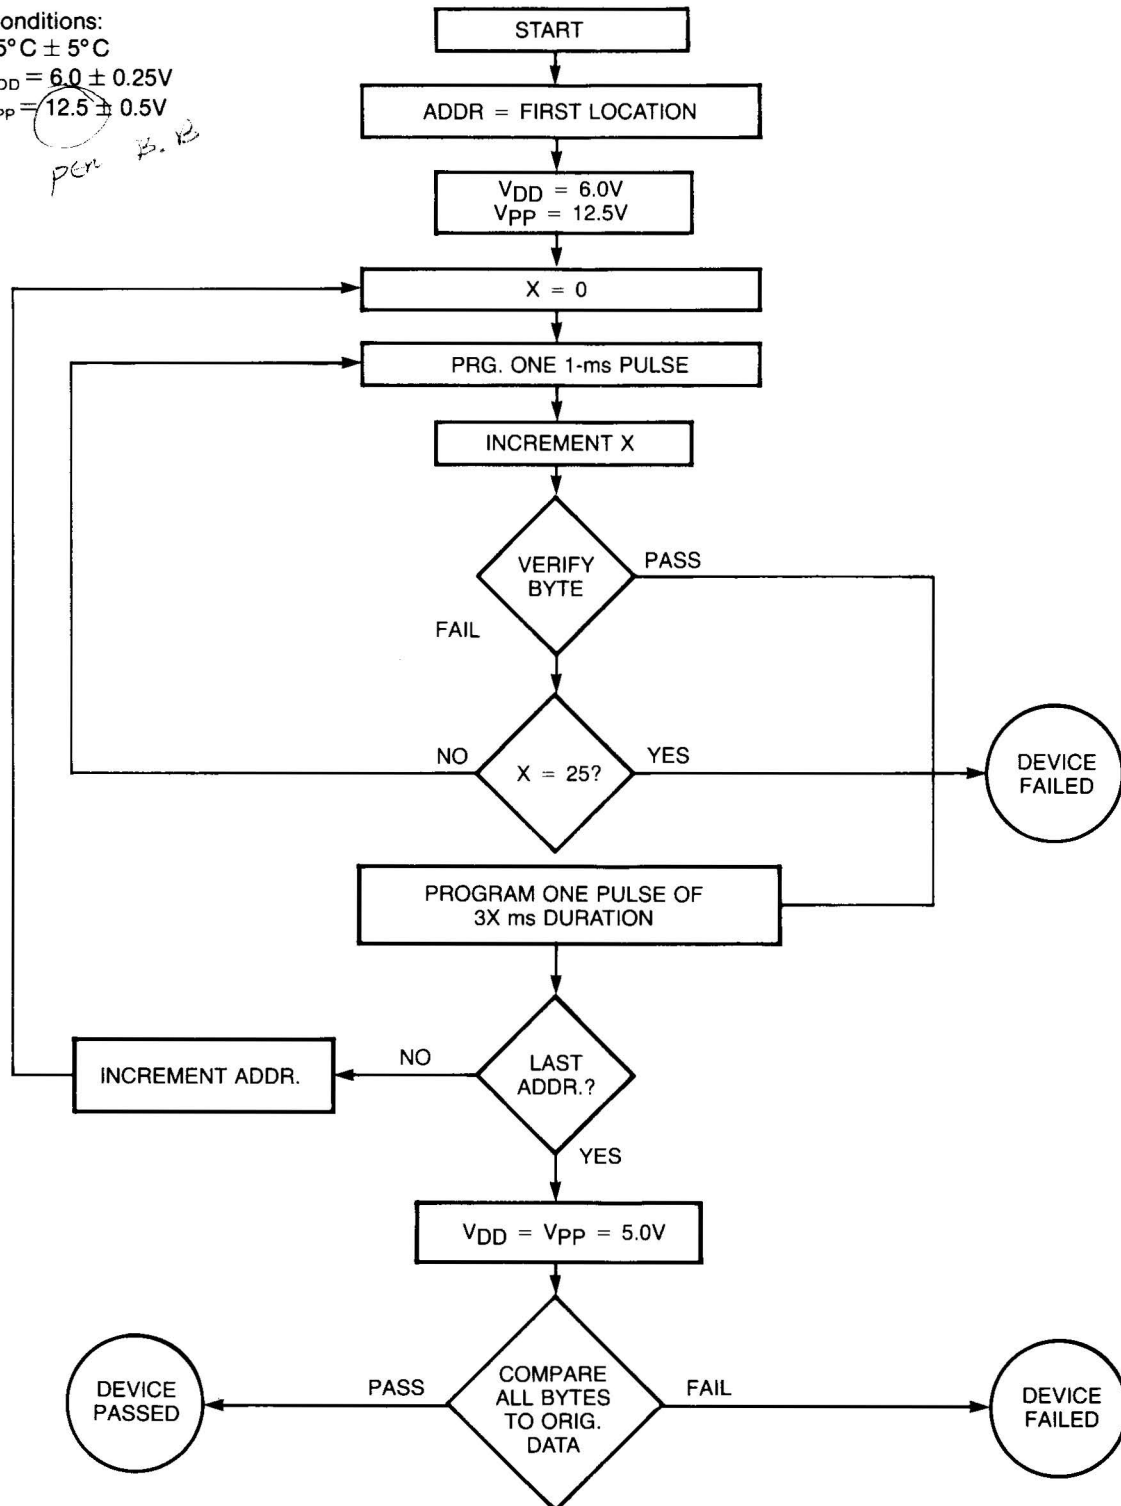 onditions:
5°C ± 5°C
DD = 6.0 ± 0.25V
PP = 12.5 ± 0.5V
per B.B
START
ADDR = FIRST LOCATION
VDD = 6.0V
VPP = 12.5V
X = 0
PRG. ONE 1-ms PULSE
INCREMENT X
VERIFY
BYTE
PASS
FAIL
X = 25?
NO
YES
DEVICE
FAILED
PROGRAM ONE PULSE OF
3X ms DURATION
LAST
ADDR.?
NO
INCREMENT ADDR.
YES
VDD = VPP = 5.0V
COMPARE
ALL BYTES
TO ORIG.
DATA
PASS
DEVICE
PASSED
FAIL
DEVICE
FAILED